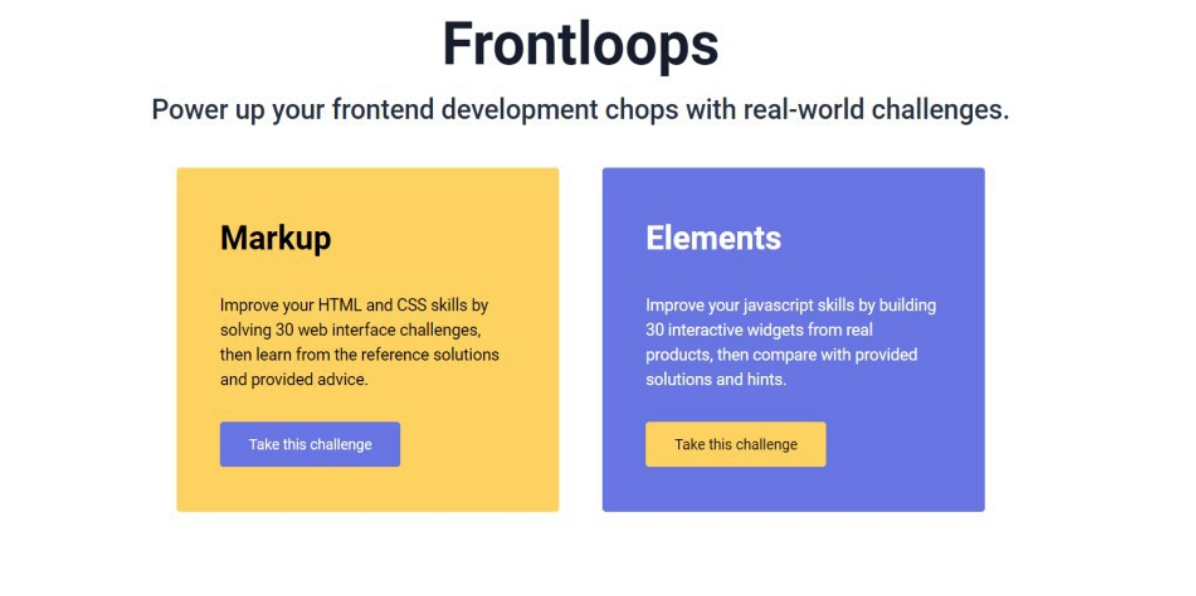 Frontloops
Power up your frontend development chops with real-world challenges.
Markup
Improve your HTML and CSS skills by
solving 30 web interface challenges,
then learn from the reference solutions
and provided advice.
Take this challenge
Elements
Improve your javascript skills by building
30 interactive widgets from real
products, then compare with provided
solutions and hints.
Take this challenge